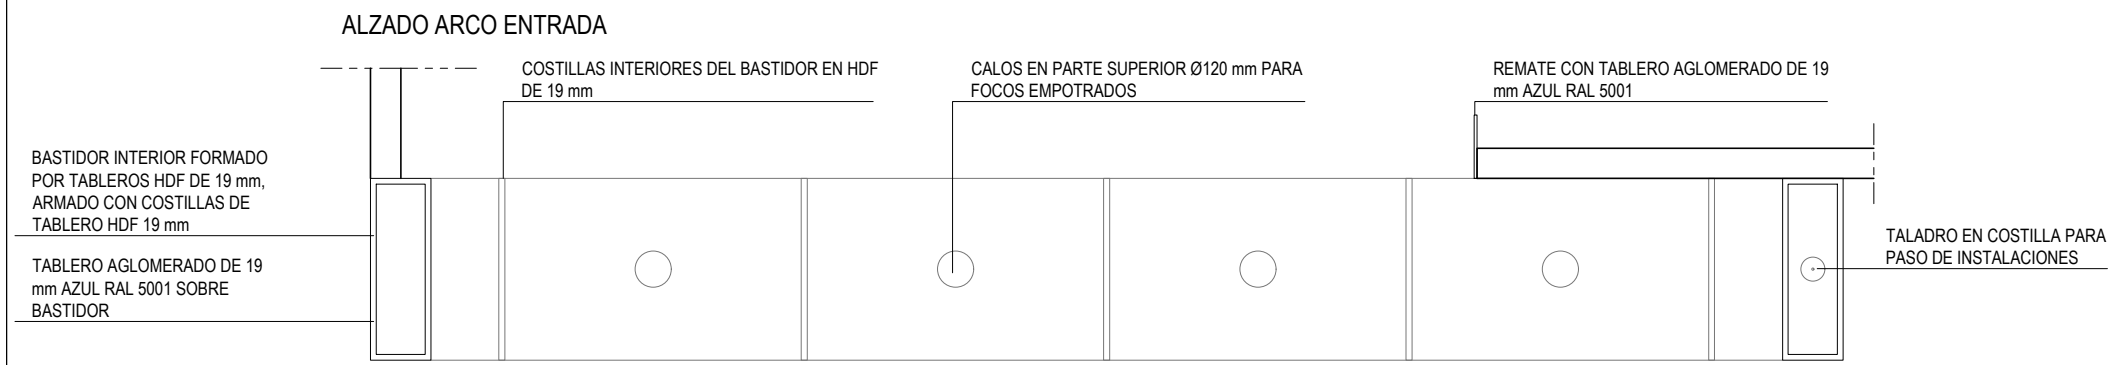 ALZADO ARCO ENTRADA
COSTILLAS INTERIORES DEL BASTIDOR EN HDF
DE 19 mm
CALOS EN PARTE SUPERIOR Ø120 mm PARA
FOCOS EMPOTRADOS
REMATE CON TABLERO AGLOMERADO DE 19
mm AZUL RAL 5001
BASTIDOR INTERIOR FORMADO
POR TABLEROS HDF DE 19 mm,
ARMADO CON COSTILLAS DE
TABLERO HDF 19 mm
TABLERO AGLOMERADO DE 19
mm AZUL RAL 5001 SOBRE
BASTIDOR
TALADRO EN COSTILLA PARA
PASO DE INSTALACIONES